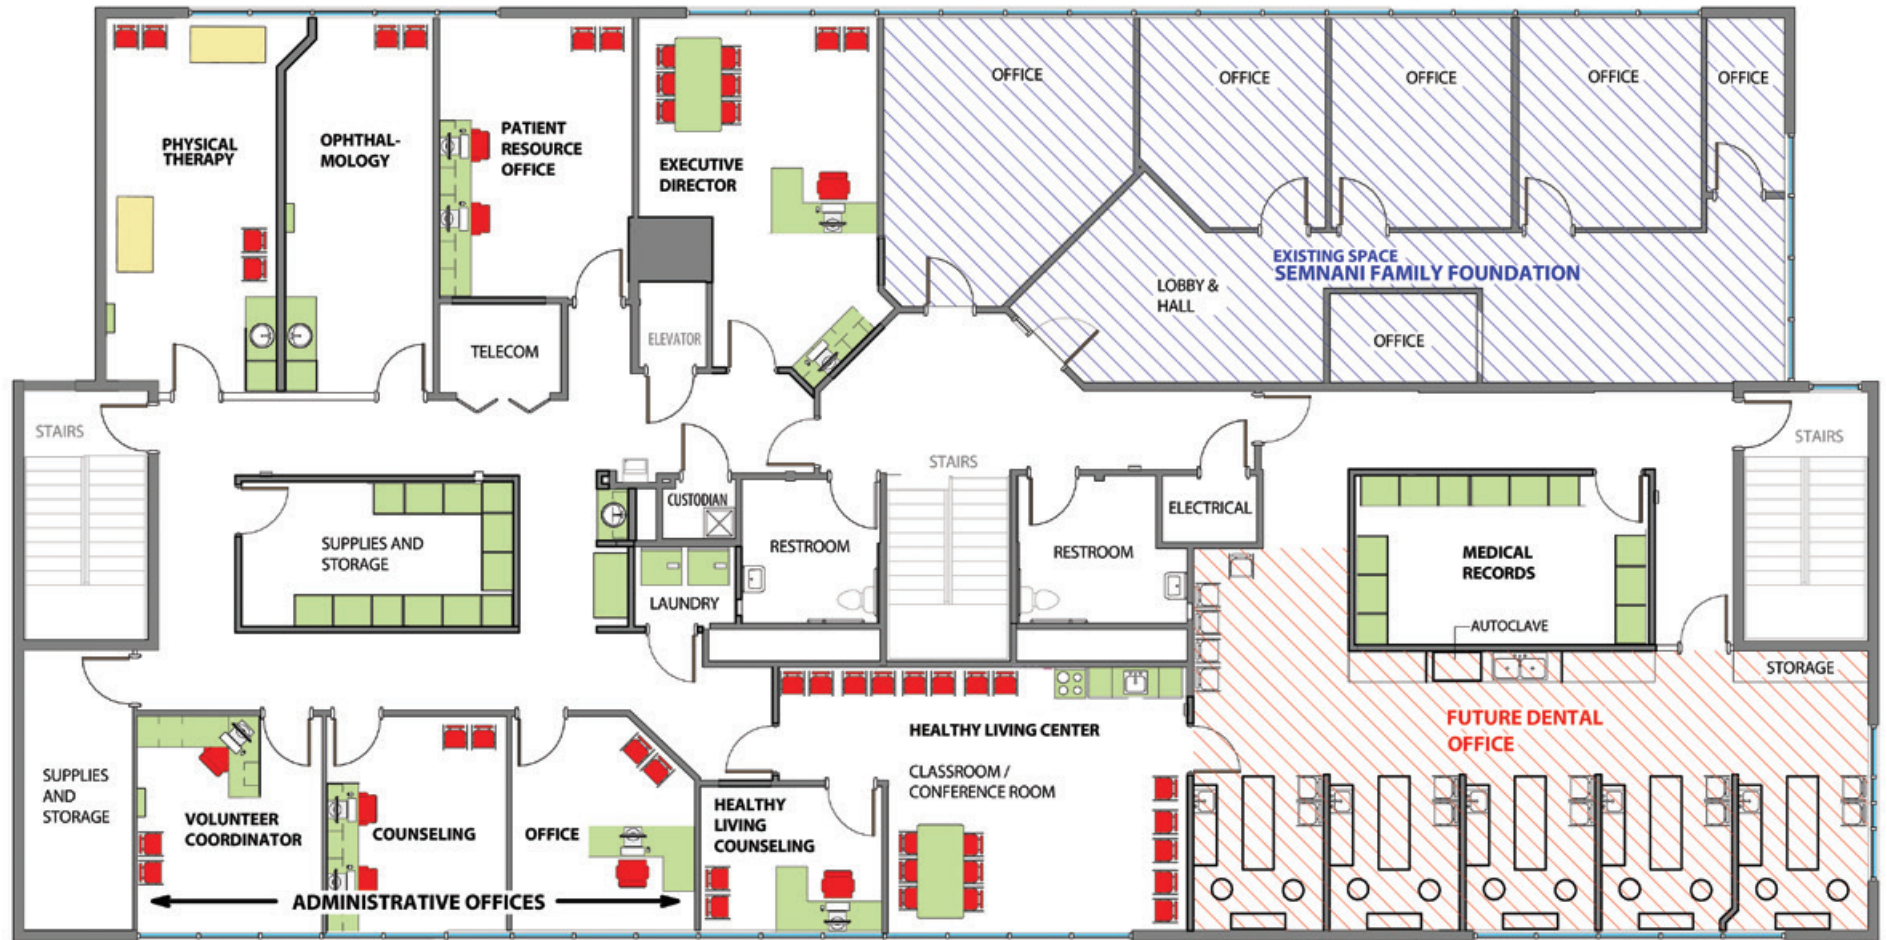 OFFICE
OFFICE
OFFICE
OFFICE
OFFICE
PHYSICAL
THERAPY
OPHTHAL-
MOLOGY
PATIENT
RESOURCE
OFFICE
EXECUTIVE
DIRECTOR
EXISTING SPACE
SEMNANI FAMILY FOUNDATION
LOBBY &
HALL
OFFICE
TELECOM
ELEVATOR
STAIRS
STAIRS
STAIRS
SUPPLIES AND
STORAGE
CUSTODIAN
RESTROOM
LAUNDRY
RESTROOM
ELECTRICAL
MEDICAL
RECORDS
AUTOCLAVE
STORAGE
FUTURE DENTAL
OFFICE
HEALTHY LIVING CENTER
CLASSROOM /
CONFERENCE ROOM
SUPPLIES
AND
STORAGE
VOLUNTEER
COORDINATOR
COUNSELING
OFFICE
HEALTHY
LIVING
COUNSELING
ADMINISTRATIVE OFFICES